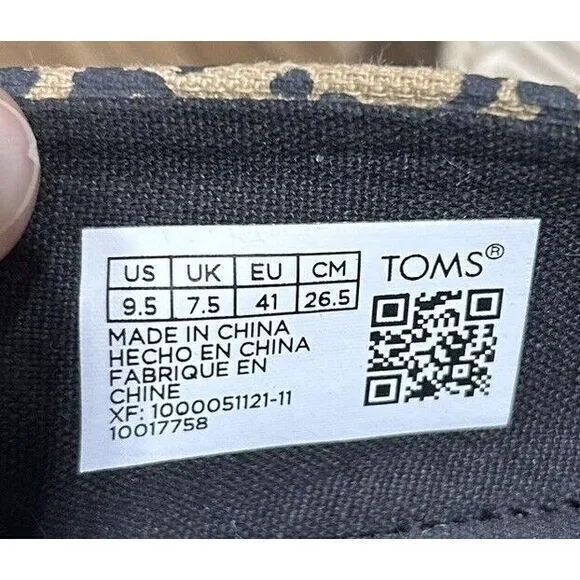 US UK EU CM
9.5 7.5 41 26.5
TOMS®
MADE IN CHINA
HECHO EN CHINA
FABRIQUE EN
CHINE
XF: 1000051121-11
10017758